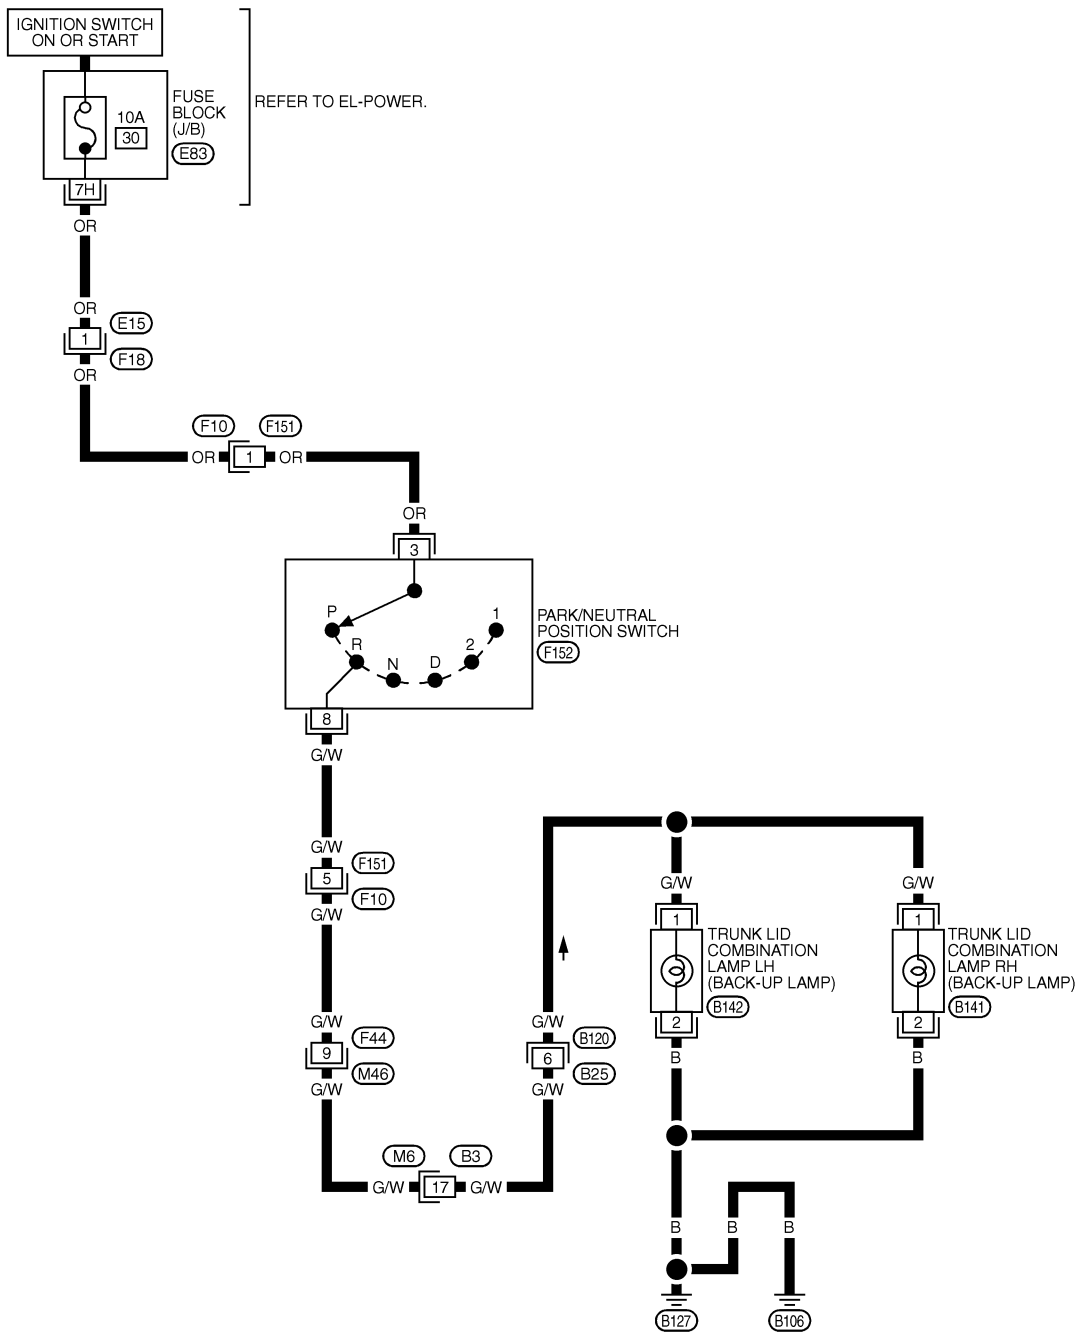 IGNITION SWITCH
ON OR START
FUSE
BLOCK
(J/B)
E83
10A
30
REFER TO EL-POWER.
7H
OR
OR
E15
1
F18
OR
F10
F151
OR
1
OR
OR
3
P
R
N
D
2
1
PARK/NEUTRAL
POSITION SWITCH
F152
8
G/W
G/W
F151
5
F10
G/W
G/W
F44
9
M46
G/W
M6
B3
G/W
17
G/W
G/W
B120
6
B25
G/W
G/W
1
TRUNK LID
COMBINATION
LAMP LH
(BACK-UP LAMP)
B142
2
B
G/W
1
TRUNK LID
COMBINATION
LAMP RH
(BACK-UP LAMP)
B141
2
B
B
B
B
B127
B106